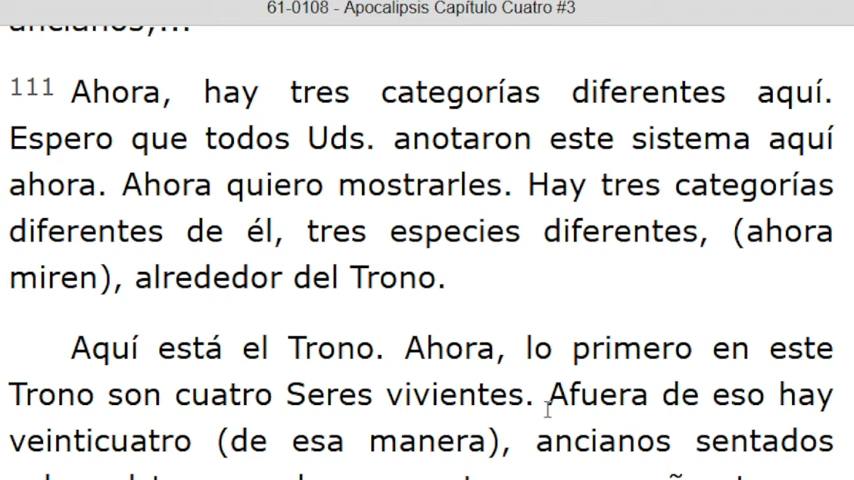 61-0108 - Apocalipsis Capítulo Cuatro #3
ancianos,...
111 Ahora, hay tres categorías diferentes aquí.
Espero que todos Uds. anotaron este sistema aquí
ahora. Ahora quiero mostrarles. Hay tres categorías
diferentes de él, tres especies diferentes, (ahora
miren), alrededor del Trono.
Aquí está el Trono. Ahora, lo primero en este
Trono son cuatro Seres vivientes. Afuera de eso hay
veinticuatro (de esa manera), ancianos sentados